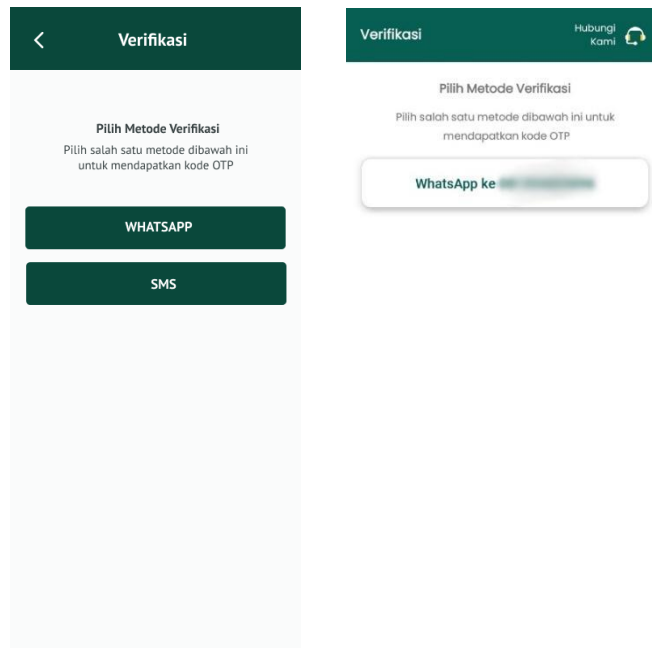 Verifikasi
Pilih Metode Verifikasi
Pilih salah satu metode dibawah ini
untuk mendapatkan kode OTP
WHATSAPP
SMS
Verifikasi
Hubungi
Kami
Pilih Metode Verifikasi
Pilih salah satu metode dibawah ini untuk
mendapatkan kode OTP
WhatsApp ke